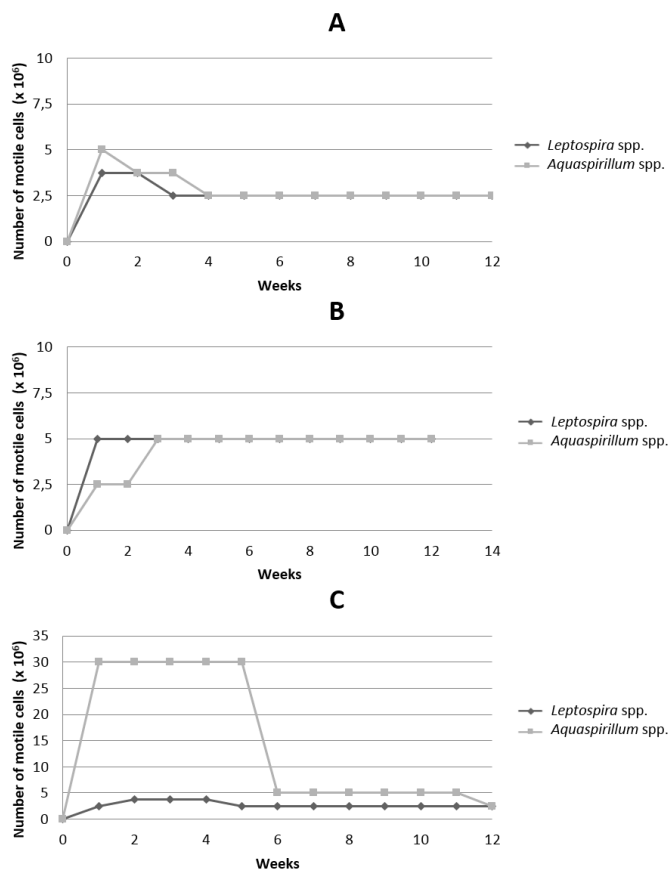 A
Number of motile cells (x 10⁶)
10
7,5
5
2,5
0
0 2 4 6 8 10 12
Weeks
Leptospira spp.
Aquaspirillum spp.
B
Number of motile cells (x 10⁶)
10
7,5
5
2,5
0
0 2 4 6 8 10 12 14
Weeks
Leptospira spp.
Aquaspirillum spp.
C
Number of motile cells (x 10⁶)
35
30
25
20
15
10
5
0
0 2 4 6 8 10 12
Weeks
Leptospira spp.
Aquaspirillum spp.